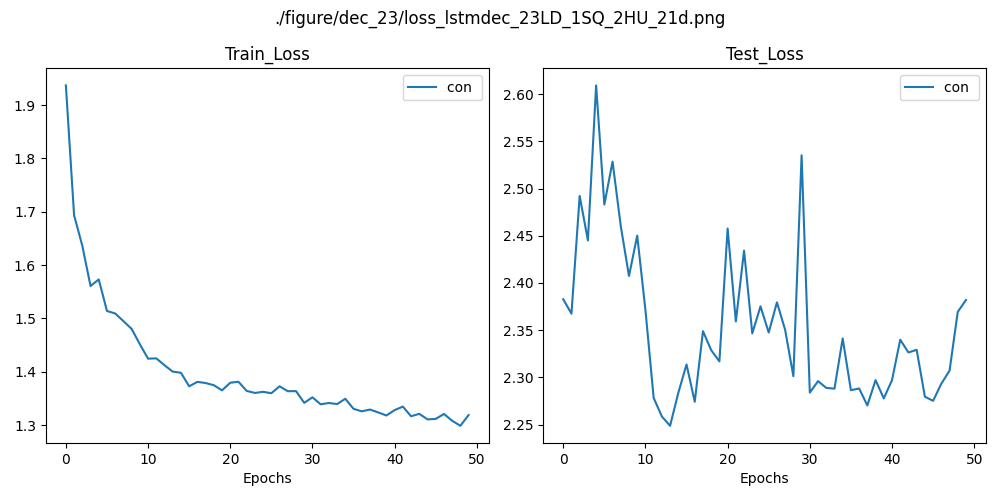 ./figure/dec_23/loss_lstmdec_23LD_1SQ_2HU_21d.png
Train_Loss
con
1.9
1.8
1.7
1.6
1.5
1.4
1.3
0 10 20 30 40 50
Epochs
Test_Loss
con
2.60
2.55
2.50
2.45
2.40
2.35
2.30
2.25
0 10 20 30 40 50
Epochs